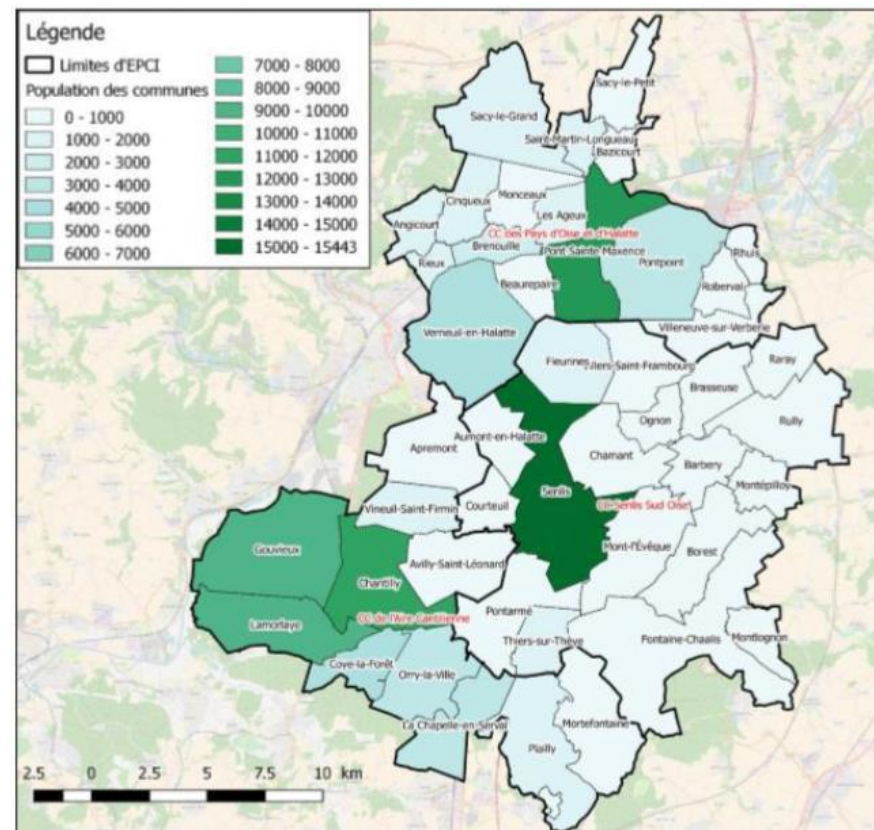 Légende
Limites d'EPCI
Population des communes
0 - 1000
1000 - 2000
2000 - 3000
3000 - 4000
4000 - 5000
5000 - 6000
6000 - 7000
7000 - 8000
8000 - 9000
9000 - 10000
10000 - 11000
11000 - 12000
12000 - 13000
13000 - 14000
14000 - 15000
15000 - 15443
Sacy-le-Petit
Sacy-le-Grand
Saint-Martin-Longueau
Bazicourt
Cinqueux
Monceaux
Les Ageux
Angicourt
CC des Pays d'Oise et d'Halatte
Brenouille
Pont-Sainte-Maxence
Pontpoint
Rhuis
Rieux
Beaurepaire
Roberval
Verneuil-en-Halatte
Villeneuve-sur-Verberie
Fleurines
Villers-Saint-Frambourg
Raray
Brasseuse
Ognon
Rully
Apremont
Aumont-en-Halatte
Chamant
Barbery
Montépilloy
Senlis
Vineuil-Saint-Firmin
Courteuil
CC Senlis Sud Oise
Mont-l'Évêque
Borest
Gouvieux
Avilly-Saint-Léonard
Chantilly
Lamorlaye
CC de l'Aire Cantilienne
Pontarmé
Thiers-sur-Thève
Fontaine-Chaalis
Montlognon
Coye-la-Forêt
Orry-la-Ville
La Chapelle-en-Serval
Mortefontaine
Plailly
2.5 0 2.5 5 7.5 10 km